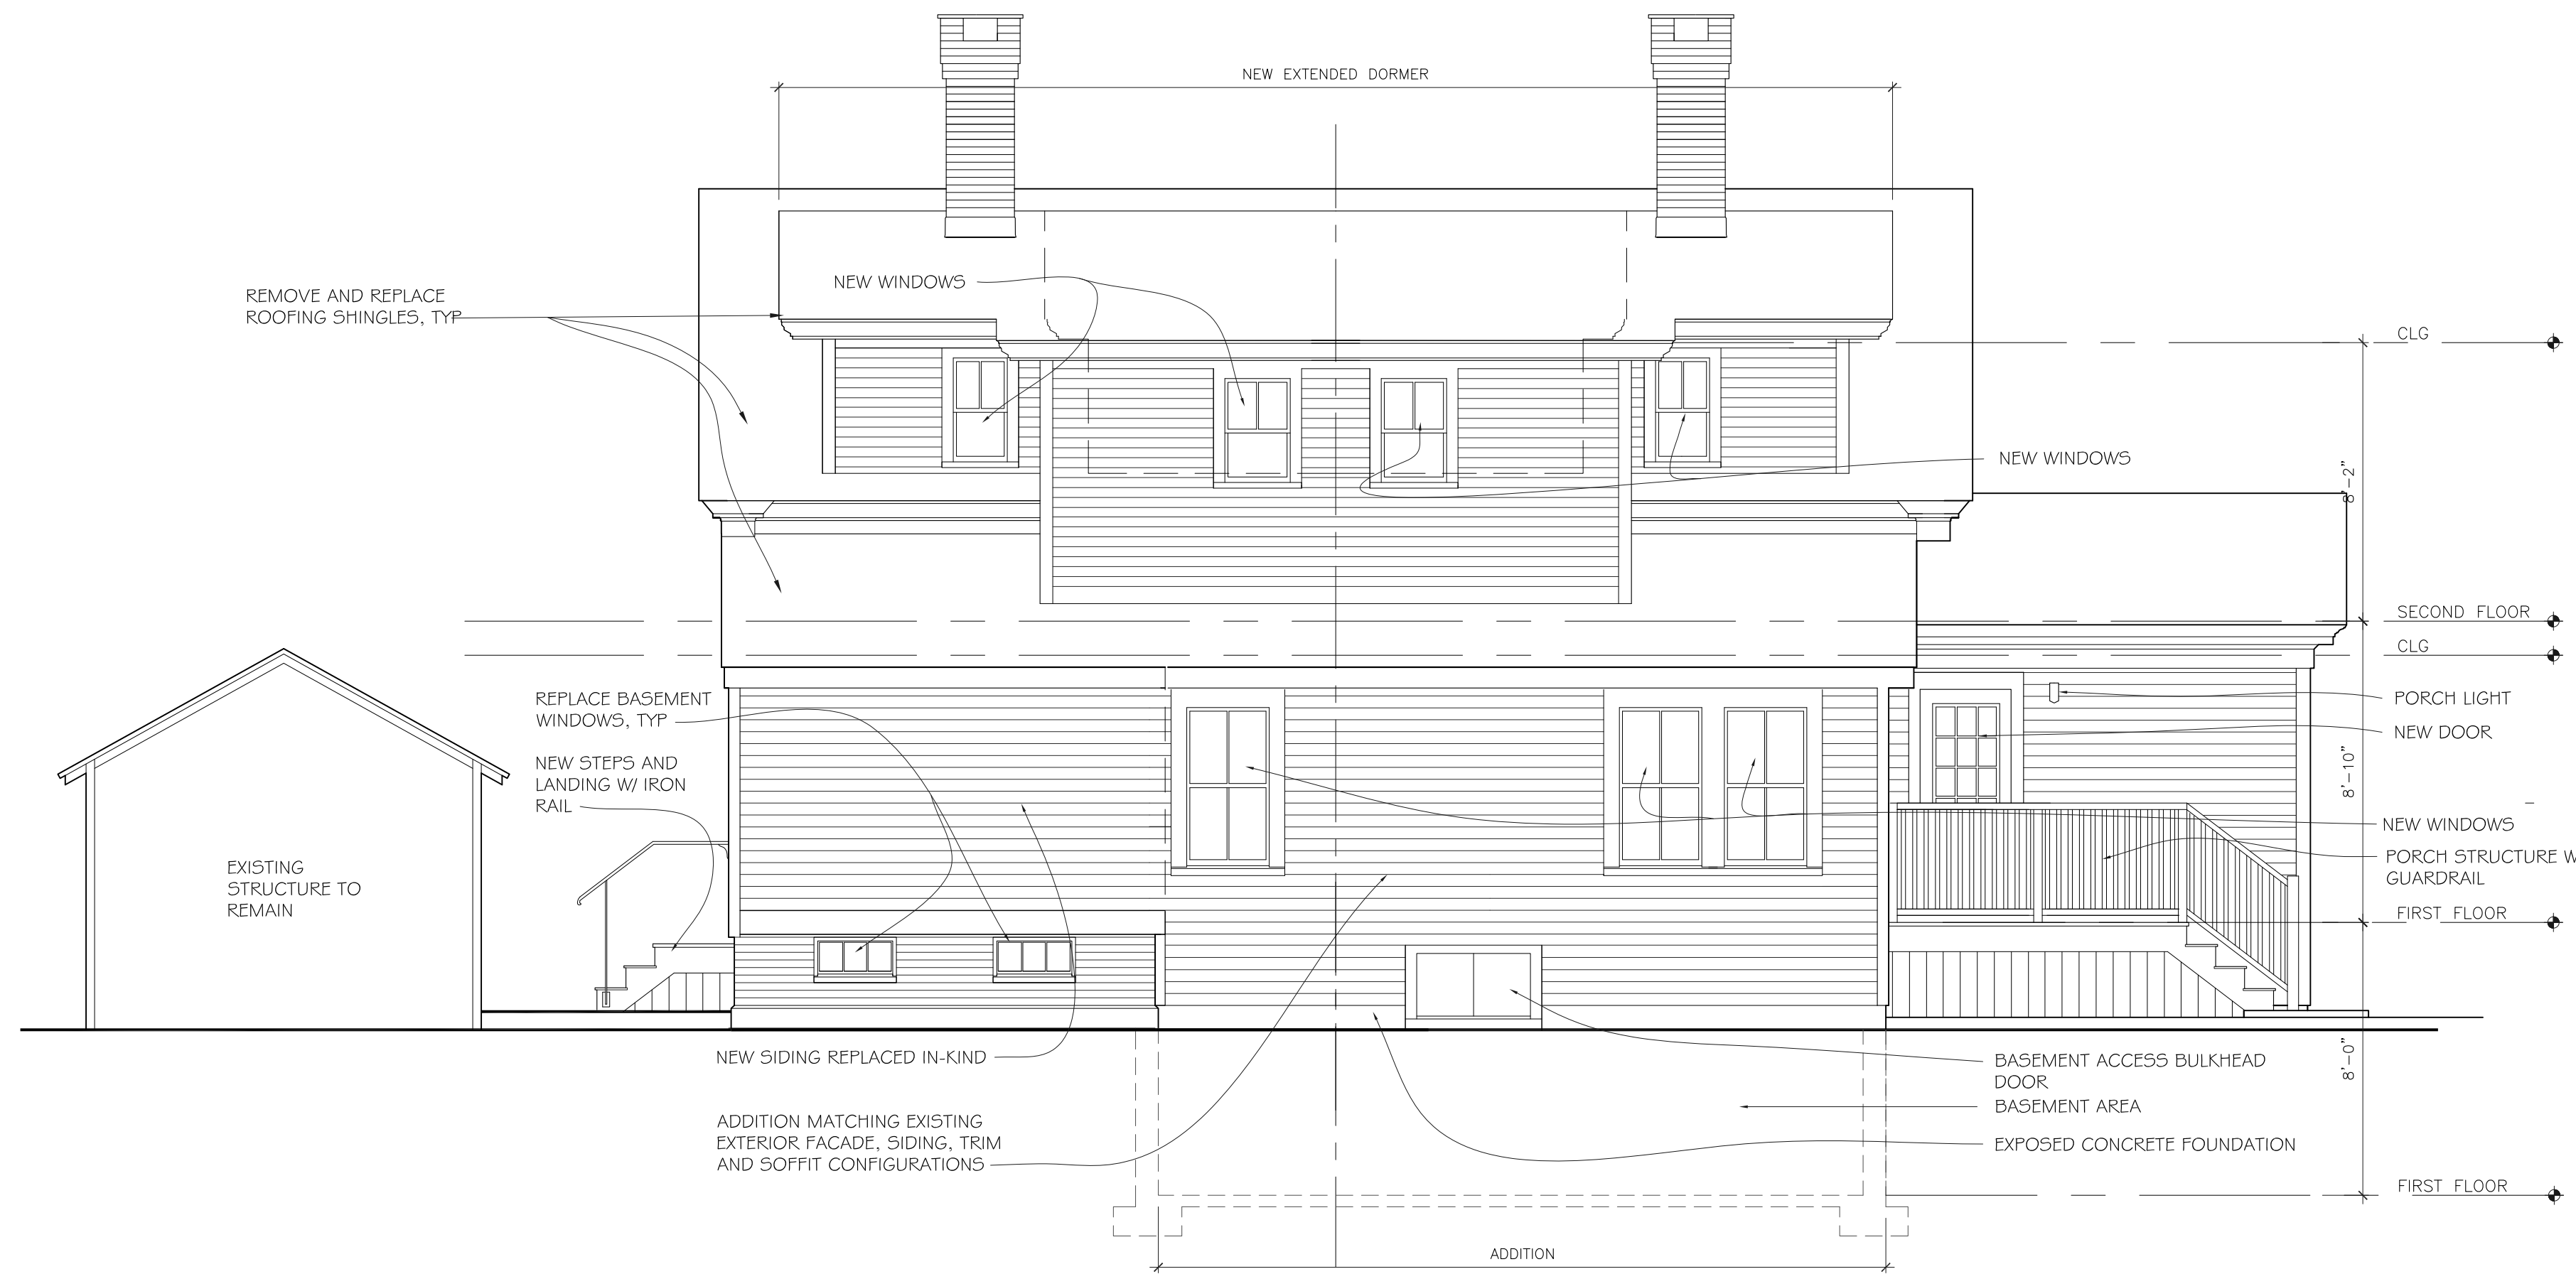 NEW EXTENDED DORMER
NEW WINDOWS
REMOVE AND REPLACE
ROOFING SHINGLES, TYP
CLG
NEW WINDOWS
8'-2"
SECOND FLOOR
CLG
REPLACE BASEMENT
WINDOWS, TYP
PORCH LIGHT
NEW DOOR
NEW STEPS AND
LANDING W/ IRON
RAIL
8'-10"
NEW WINDOWS
PORCH STRUCTURE W
GUARDRAIL
EXISTING
STRUCTURE TO
REMAIN
FIRST FLOOR
NEW SIDING REPLACED IN-KIND
8'-0"
BASEMENT ACCESS BULKHEAD
DOOR
BASEMENT AREA
ADDITION MATCHING EXISTING
EXTERIOR FACADE, SIDING, TRIM
AND SOFFIT CONFIGURATIONS
EXPOSED CONCRETE FOUNDATION
FIRST FLOOR
ADDITION